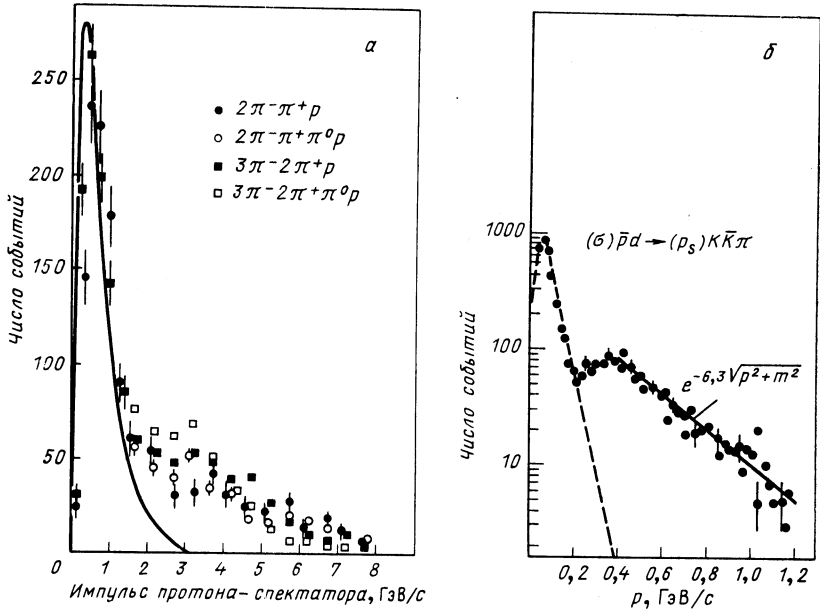 а
250
200
150
100
50
Число событий
2π⁻π⁺p
2π⁻π⁺π⁰p
3π⁻2π⁺p
3π⁻2π⁺π⁰p
0 1 2 3 4 5 6 7 8
Импульс протона-спектатора, ГэВ/с
б
1000
100
10
Число событий
(б) p̄d → (pₛ)KK̄π
e^{-6,3√(p²+m²)}
0,2 0,4 0,6 0,8 1,0 1,2
p, ГэВ/с